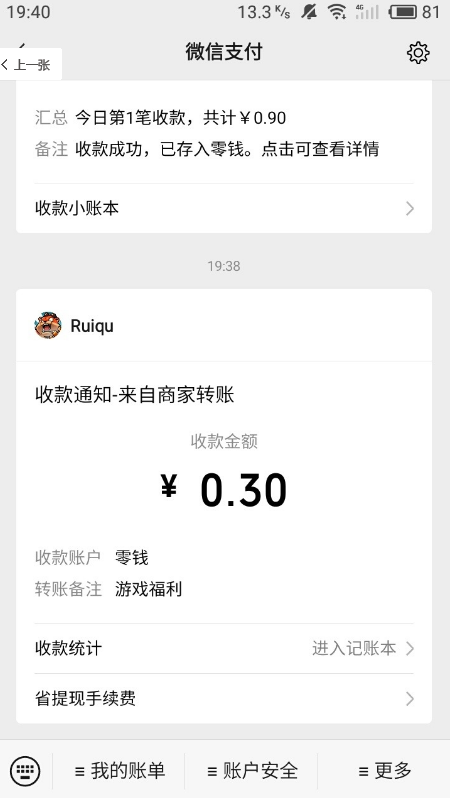 19:40
13.3 K/s
4G
81
微信支付
上一张
汇总 今日第1笔收款，共计￥0.90
备注 收款成功，已存入零钱。点击可查看详情
收款小账本
19:38
Ruiqu
收款通知-来自商家转账
收款金额
￥ 0.30
收款账户 零钱
转账备注 游戏福利
收款统计 进入记账本
省提现手续费
我的账单 账户安全 更多